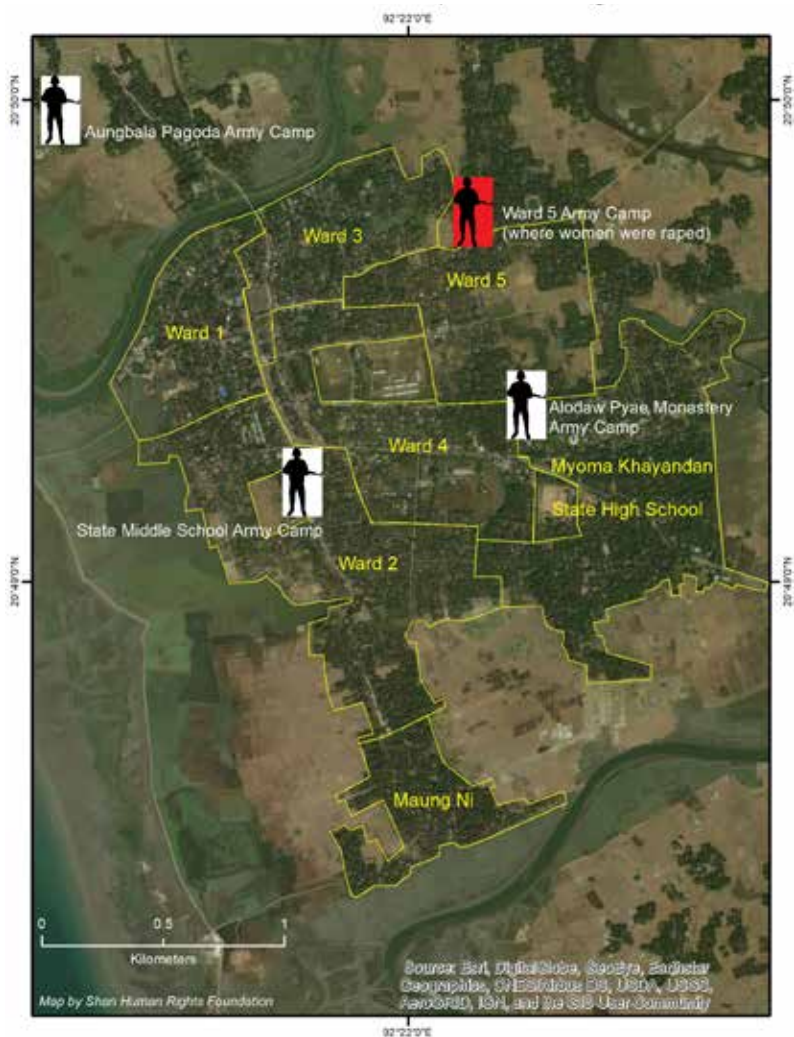 92°22'0"E
20°50'0"N
20°50'0"N
Aungbala Pagoda Army Camp
Ward 3
Ward 5 Army Camp
(where women were raped)
Ward 5
Ward 1
Alodaw Pyae Monastery
Army Camp
Ward 4
Myoma Khayandan
State High School
State Middle School Army Camp
Ward 2
20°49'0"N
20°49'0"N
Maung Ni
0 0.5 1
Kilometers
Source: Esri, DigitalGlobe, GeoEye, Earthstar
Geographics, CNES/Airbus DS, USDA, USGS,
AeroGRID, IGN, and the GIS User Community
Map by Shan Human Rights Foundation
92°22'0"E